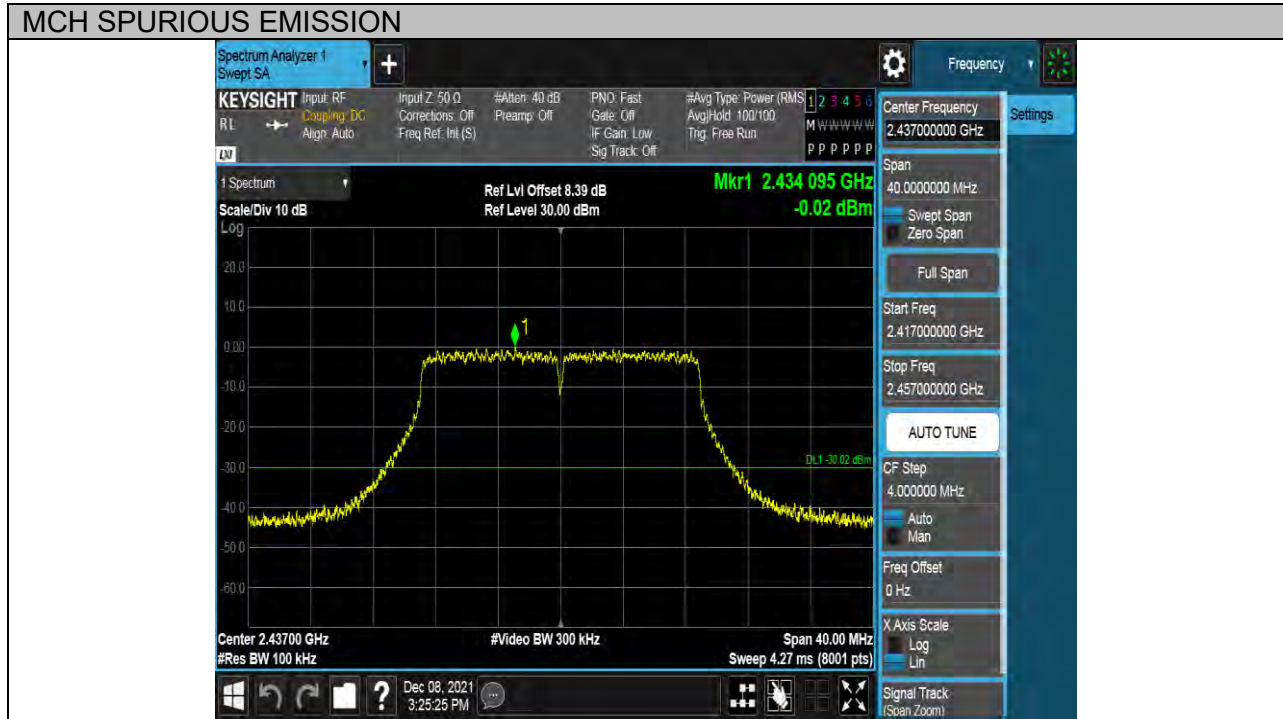 MCH SPURIOUS EMISSION
Spectrum Analyzer 1
Swept SA
+
Frequency
KEYSIGHT
RL
LXI
Input: RF
Coupling: DC
Align: Auto
Input Z: 50 Ω
Corrections: Off
Freq Ref: Int (S)
#Atten: 40 dB
Preamp: Off
PNO: Fast
Gate: Off
IF Gain: Low
Sig Track: Off
#Avg Type: Power (RMS
Avg|Hold: 100/100
Trig: Free Run
1 2 3 4 5 6
M W W W W W
P P P P P P
1 Spectrum
Scale/Div 10 dB
Log
Ref Lvl Offset 8.39 dB
Ref Level 30.00 dBm
Mkr1 2.434 095 GHz
-0.02 dBm
20.0
10.0
0.00
-10.0
-20.0
-30.0
-40.0
-50.0
-60.0
1
DL1 -30.02 dBm
Center 2.43700 GHz
#Res BW 100 kHz
#Video BW 300 kHz
Span 40.00 MHz
Sweep 4.27 ms (8001 pts)
?
Dec 08, 2021
3:25:25 PM
Center Frequency
2.437000000 GHz
Settings
Span
40.0000000 MHz
Swept Span
Zero Span
Full Span
Start Freq
2.417000000 GHz
Stop Freq
2.457000000 GHz
AUTO TUNE
CF Step
4.000000 MHz
Auto
Man
Freq Offset
0 Hz
X Axis Scale
Log
Lin
Signal Track
(Span Zoom)